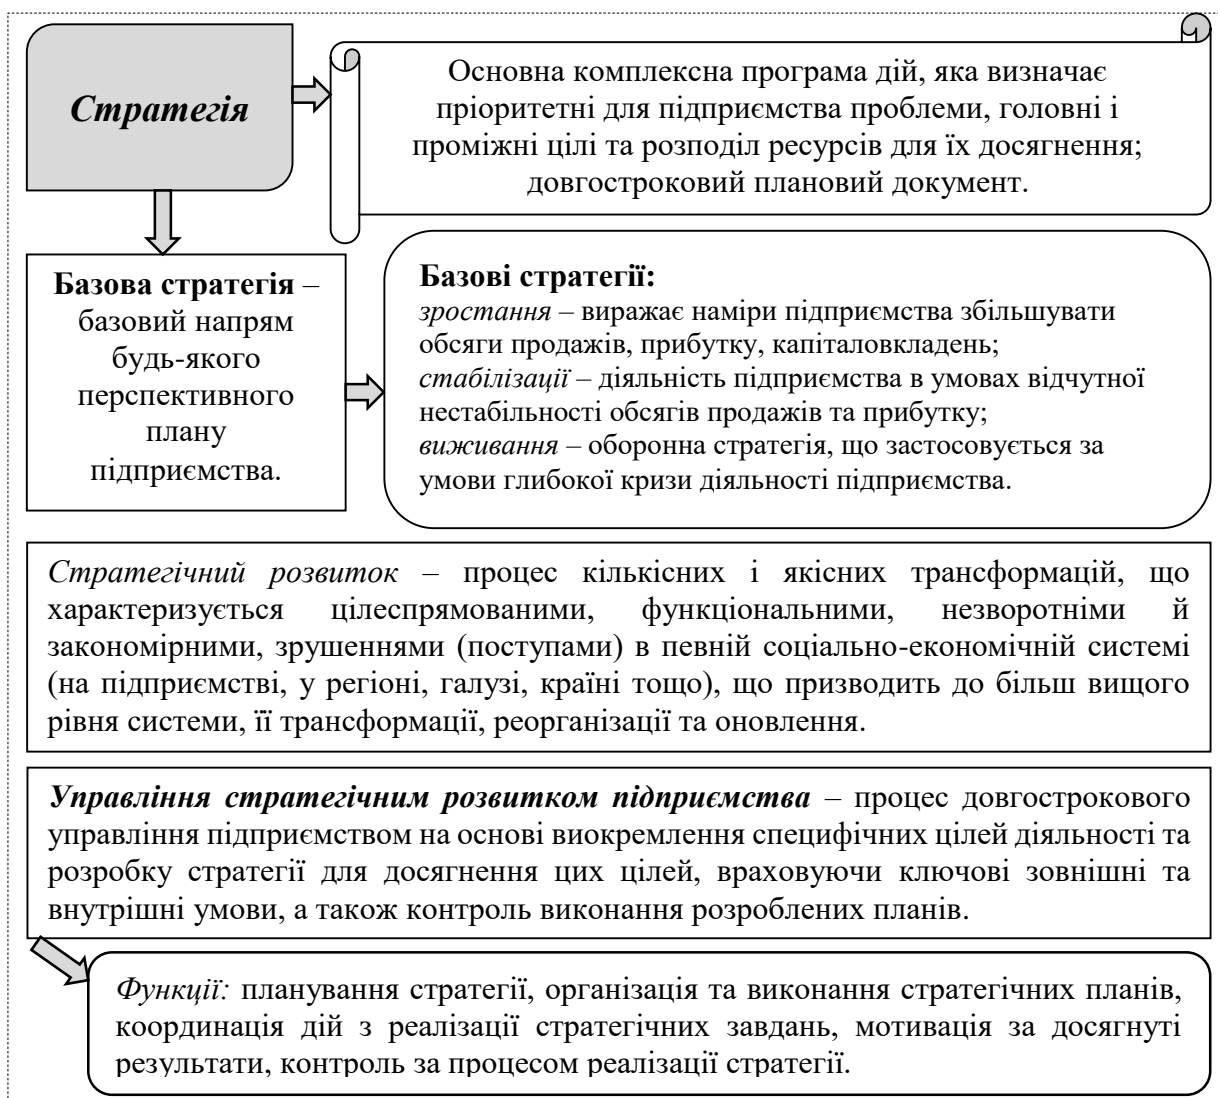 Стратегія
Основна комплексна програма дій, яка визначає
пріоритетні для підприємства проблеми, головні і
проміжні цілі та розподіл ресурсів для їх досягнення;
довгостроковий плановий документ.
Базова стратегія –
базовий напрям
будь-якого
перспективного
плану
підприємства.
Базові стратегії:
зростання – виражає наміри підприємства збільшувати
обсяги продажів, прибутку, капіталовкладень;
стабілізації – діяльність підприємства в умовах відчутної
нестабільності обсягів продажів та прибутку;
виживання – оборонна стратегія, що застосовується за
умови глибокої кризи діяльності підприємства.
Стратегічний розвиток – процес кількісних і якісних трансформацій, що
характеризується цілеспрямованими, функціональними, незворотніми й
закономірними, зрушеннями (поступами) в певній соціально-економічній системі
(на підприємстві, у регіоні, галузі, країні тощо), що призводить до більш вищого
рівня системи, її трансформації, реорганізації та оновлення.
Управління стратегічним розвитком підприємства – процес довгострокового
управління підприємством на основі виокремлення специфічних цілей діяльності та
розробку стратегії для досягнення цих цілей, враховуючи ключові зовнішні та
внутрішні умови, а також контроль виконання розроблених планів.
Функції: планування стратегії, організація та виконання стратегічних планів,
координація дій з реалізації стратегічних завдань, мотивація за досягнуті
результати, контроль за процесом реалізації стратегії.